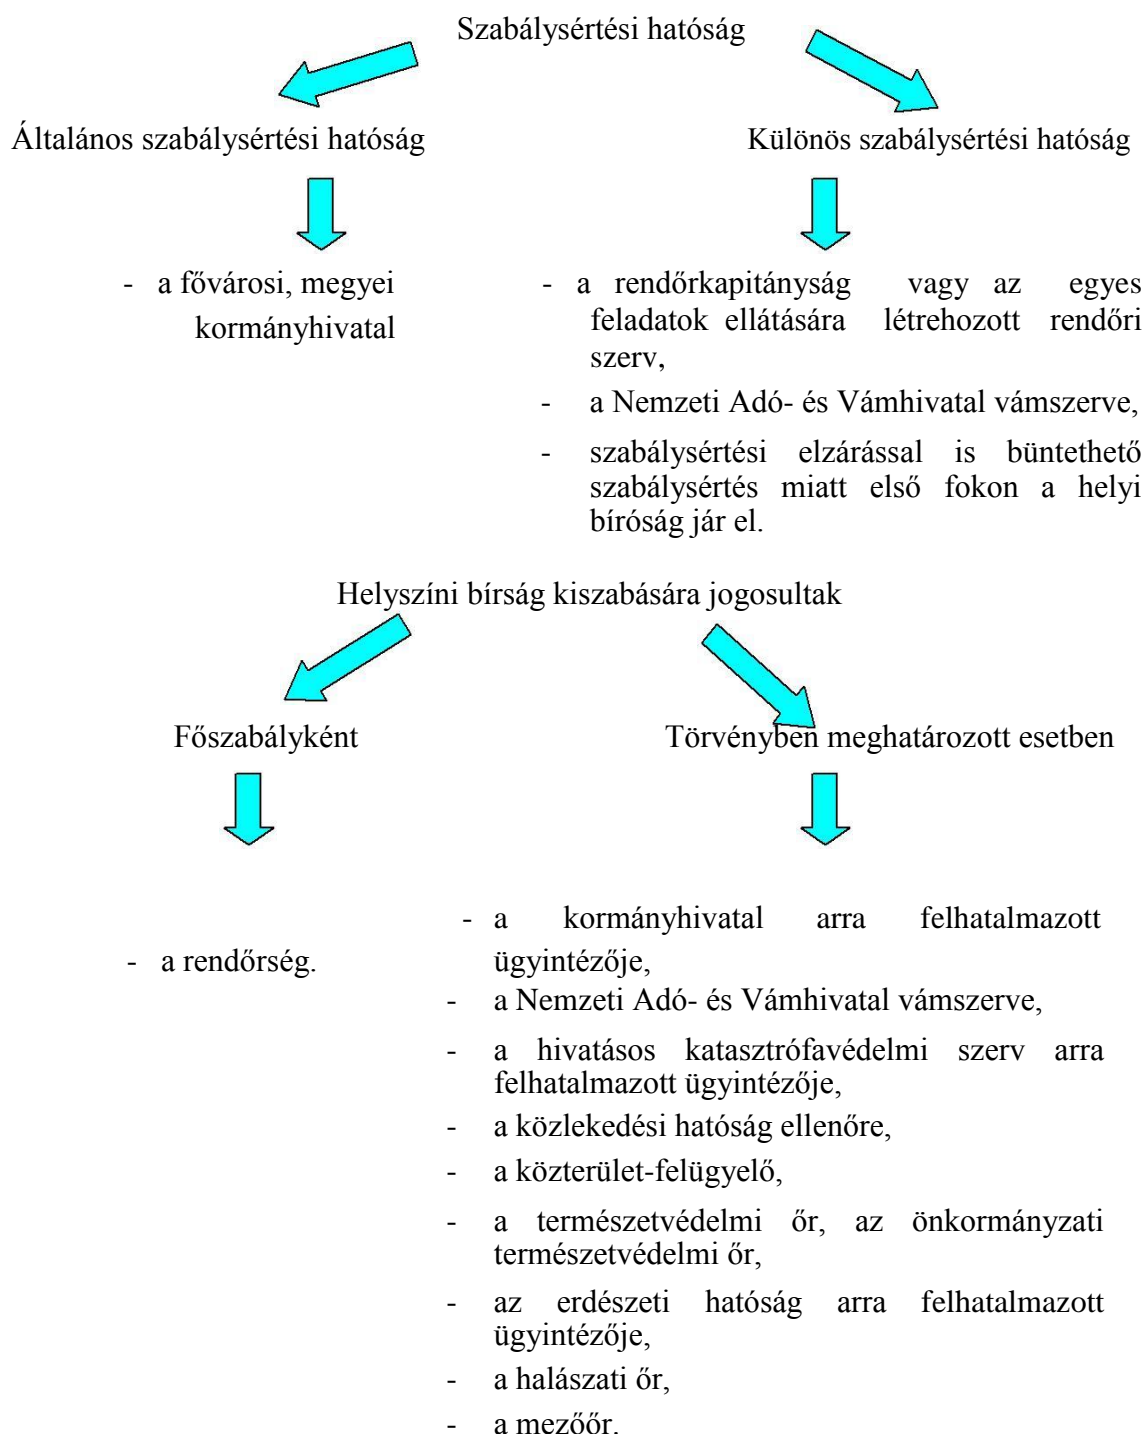 Szabálysértési hatóság
Általános szabálysértési hatóság
Különös szabálysértési hatóság
- a fővárosi, megyei
kormányhivatal
- a rendőrkapitányság vagy az egyes
feladatok ellátására létrehozott rendőri
szerv,
- a Nemzeti Adó- és Vámhivatal vámszerve,
- szabálysértési elzárással is büntethető
szabálysértés miatt első fokon a helyi
bíróság jár el.
Helyszíni bírság kiszabására jogosultak
Főszabályként
Törvényben meghatározott esetben
- a rendőrség.
- a kormányhivatal arra felhatalmazott
ügyintézője,
- a Nemzeti Adó- és Vámhivatal vámszerve,
- a hivatásos katasztrófavédelmi szerv arra
felhatalmazott ügyintézője,
- a közlekedési hatóság ellenőre,
- a közterület-felügyelő,
- a természetvédelmi őr, az önkormányzati
természetvédelmi őr,
- az erdészeti hatóság arra felhatalmazott
ügyintézője,
- a halászati őr,
- a mezőőr.